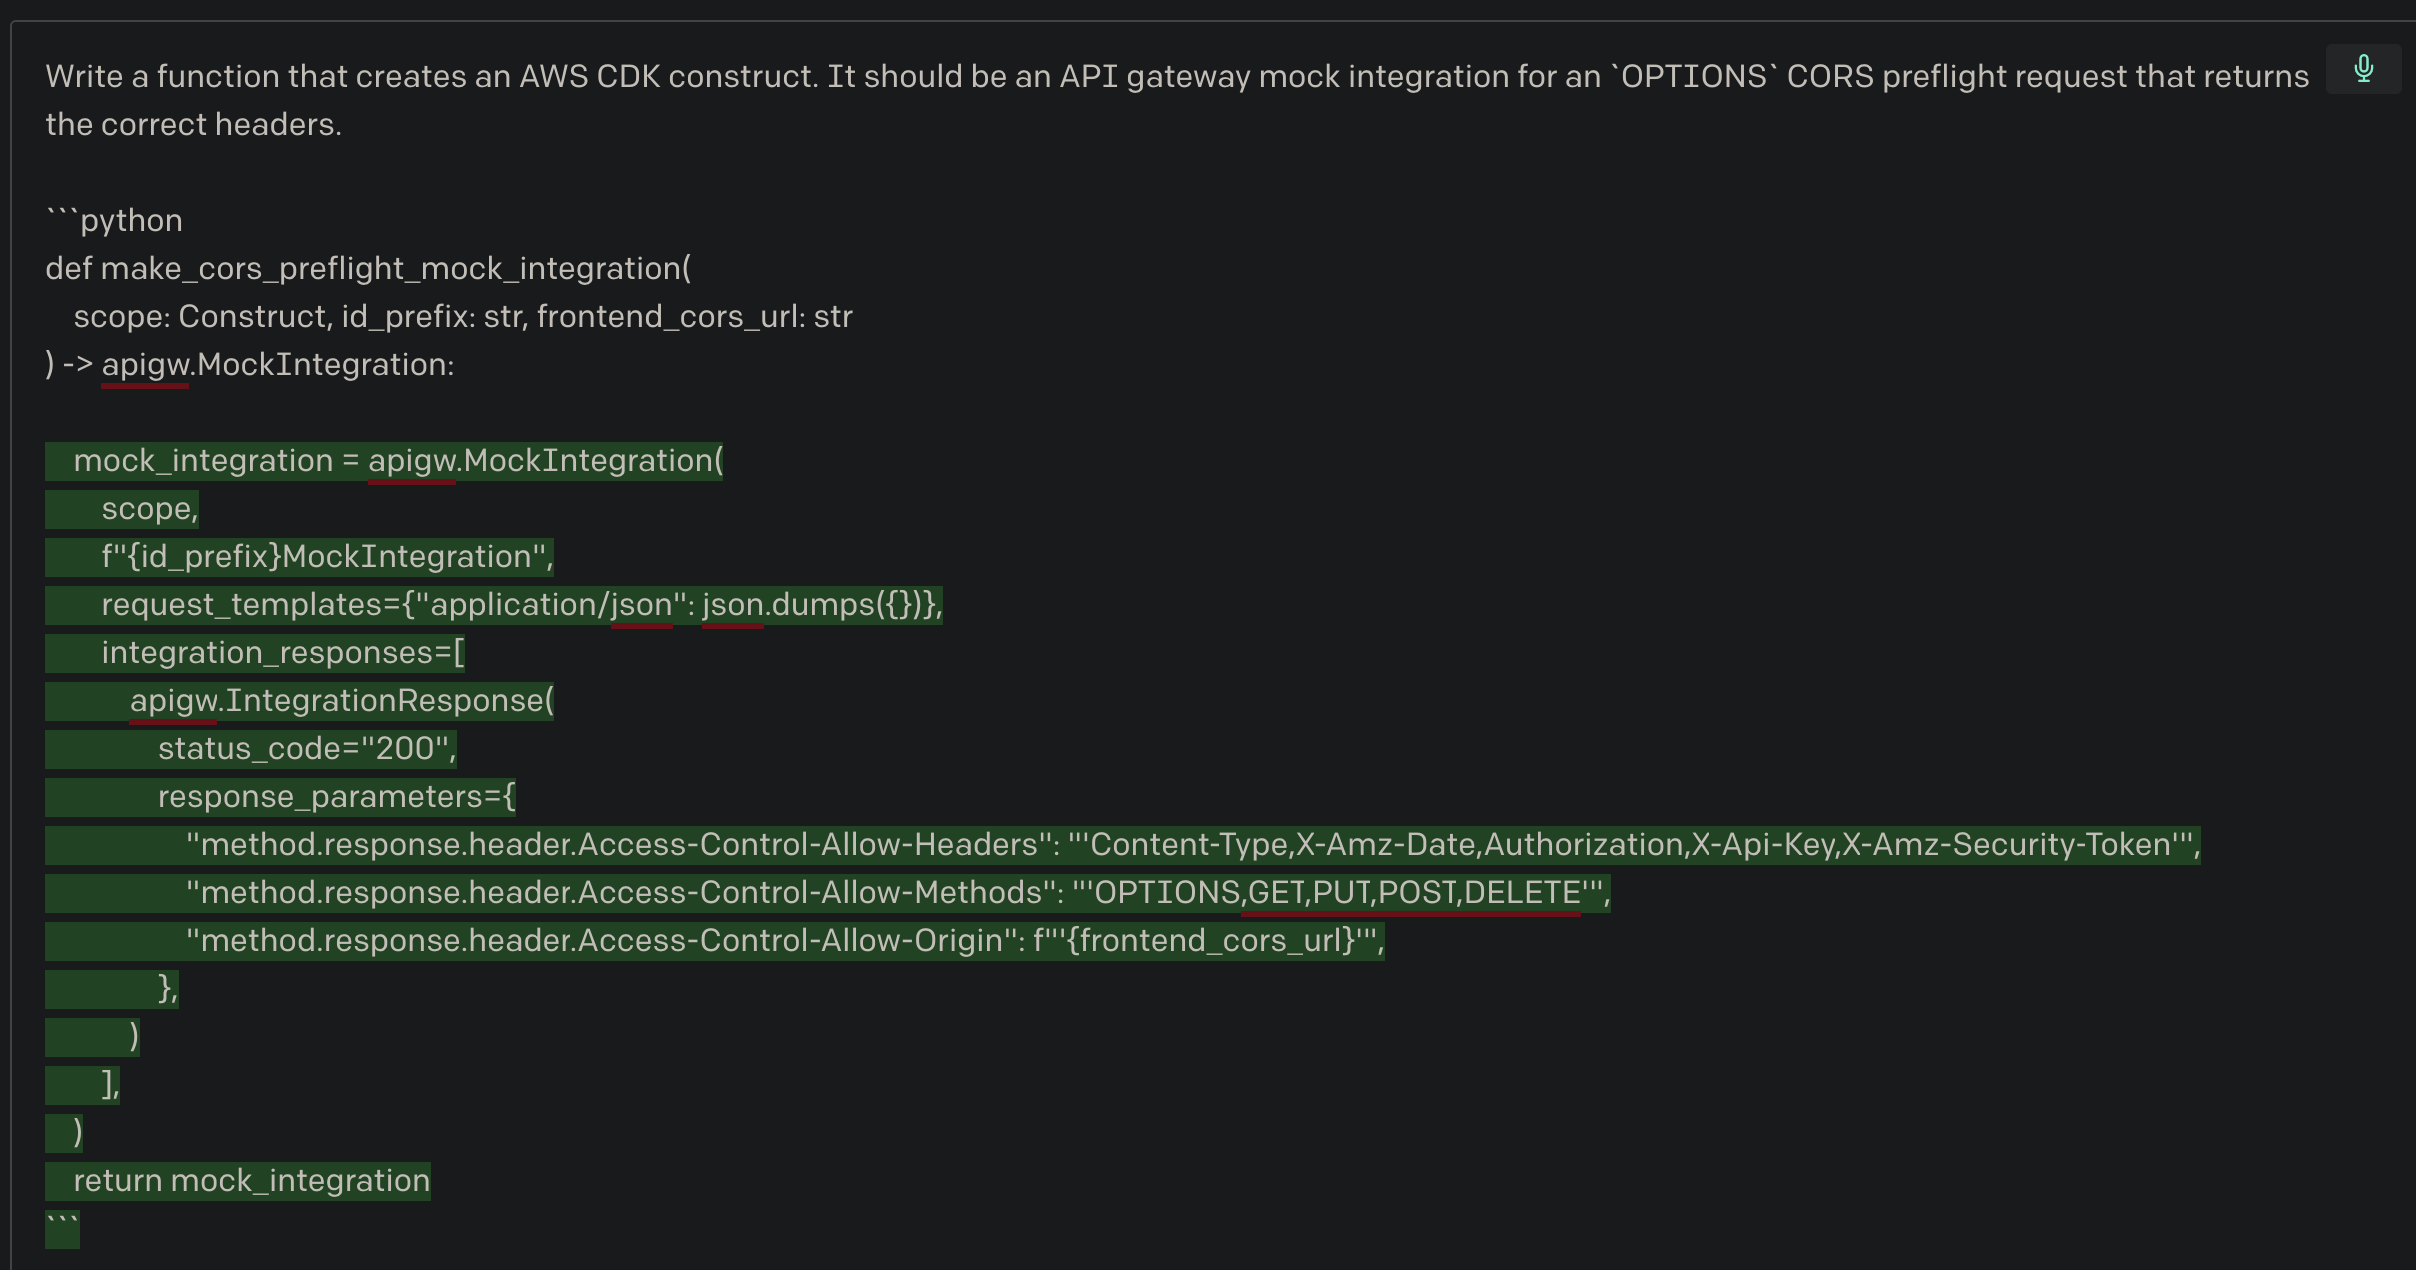 Write a function that creates an AWS CDK construct. It should be an API gateway mock integration for an `OPTIONS` CORS preflight request that returns
the correct headers.
```python
def make_cors_preflight_mock_integration(
    scope: Construct, id_prefix: str, frontend_cors_url: str
) -> apigw.MockIntegration:
    mock_integration = apigw.MockIntegration(
        scope,
        f"{id_prefix}MockIntegration",
        request_templates={"application/json": json.dumps({})},
        integration_responses=[
            apigw.IntegrationResponse(
                status_code="200",
                response_parameters={
                    "method.response.header.Access-Control-Allow-Headers": "'Content-Type,X-Amz-Date,Authorization,X-Api-Key,X-Amz-Security-Token'",
                    "method.response.header.Access-Control-Allow-Methods": "'OPTIONS,GET,PUT,POST,DELETE'",
                    "method.response.header.Access-Control-Allow-Origin": f"'{frontend_cors_url}'",
                },
            )
        ],
    )
    return mock_integration
```